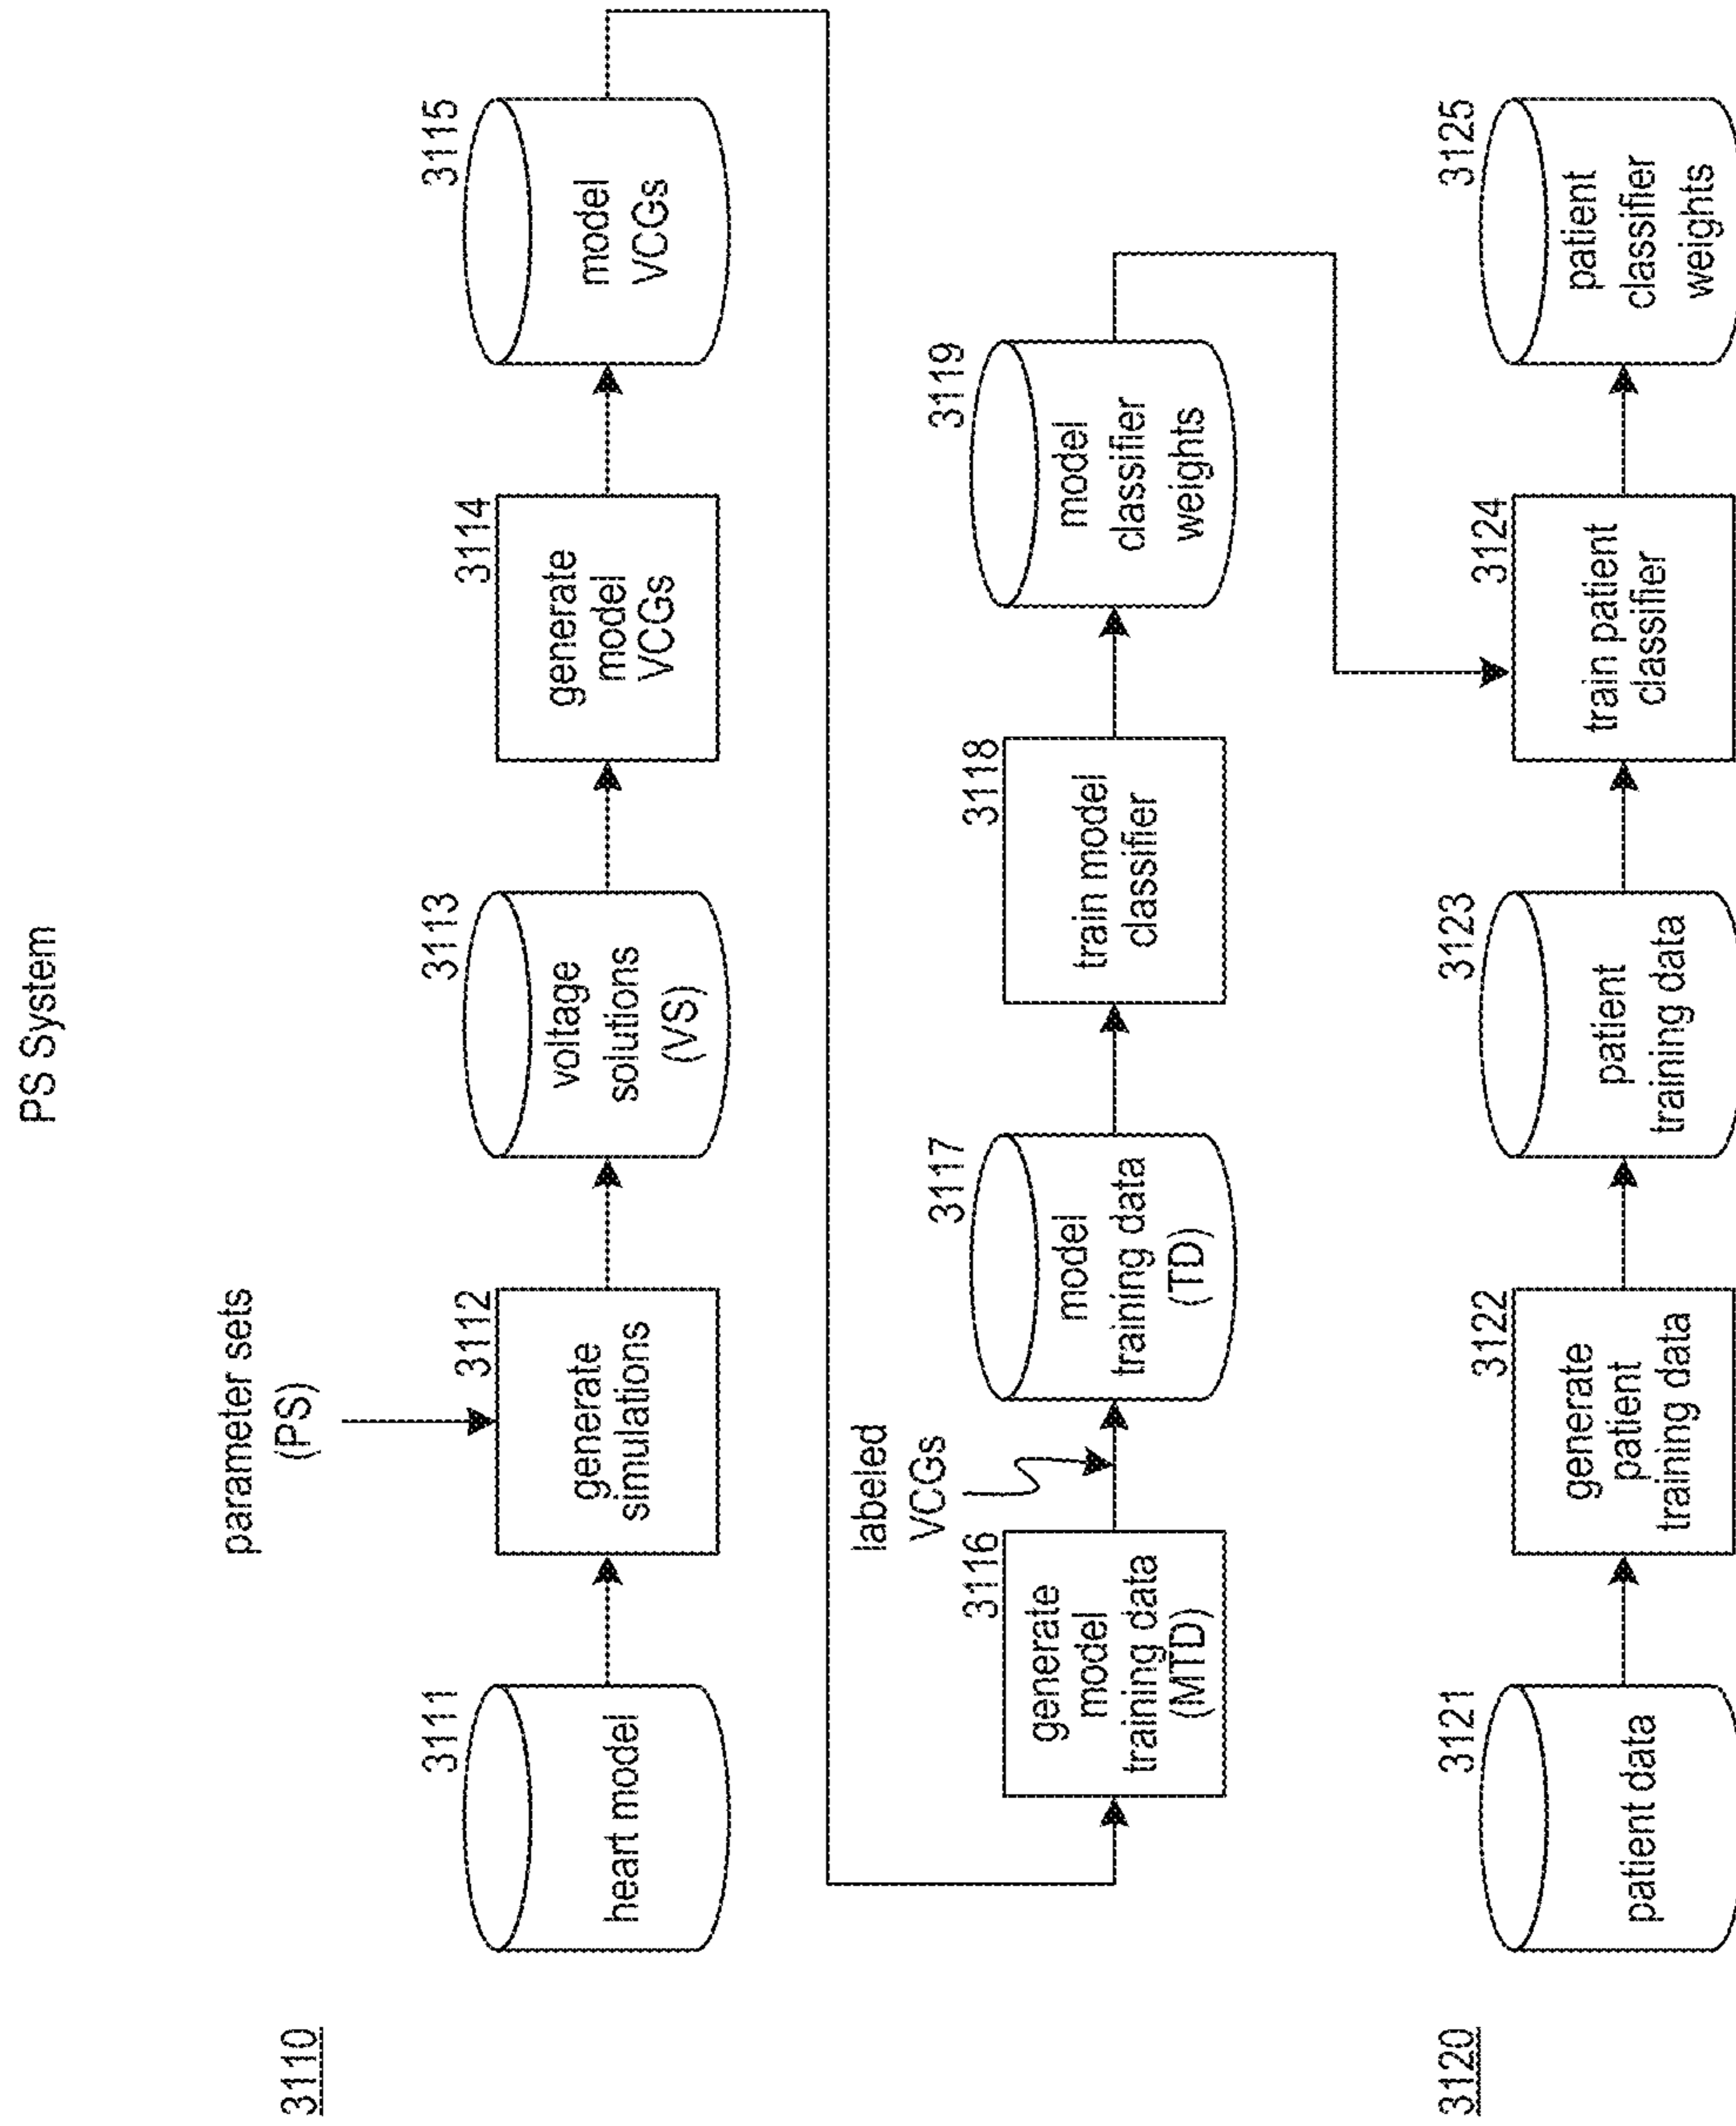 PS System
3110
parameter sets
(PS)
3111
heart model
3112
generate
simulations
3113
voltage
solutions
(VS)
3114
generate
model
VCGs
3115
model
VCGs
labeled
VCGs
3116
generate
model
training data
(MTD)
3117
model
training data
(TD)
3118
train model
classifier
3119
model
classifier
weights
3120
3121
patient data
3122
generate
patient
training data
3123
patient
training data
3124
train patient
classifier
3125
patient
classifier
weights